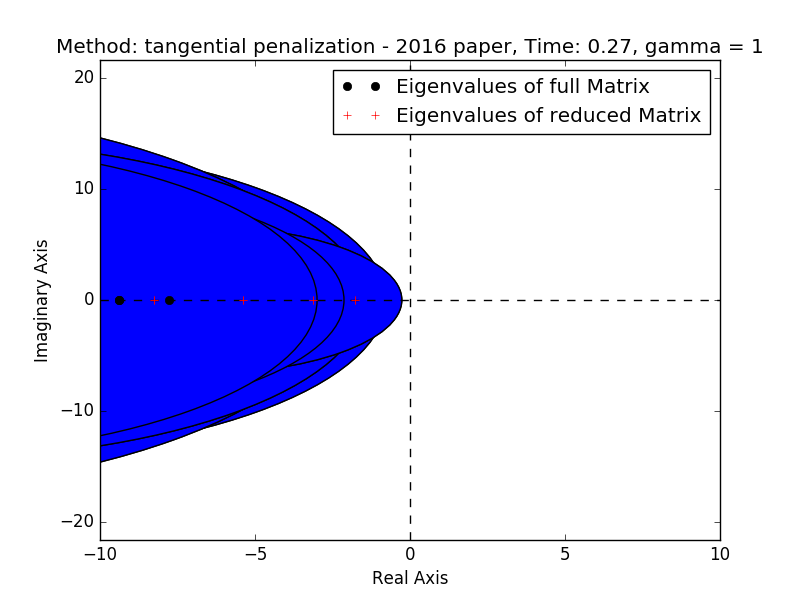 Method: tangential penalization - 2016 paper, Time: 0.27, gamma = 1
Eigenvalues of full Matrix
Eigenvalues of reduced Matrix
20
10
0
−10
−20
Imaginary Axis
−10 −5 0 5 10
Real Axis